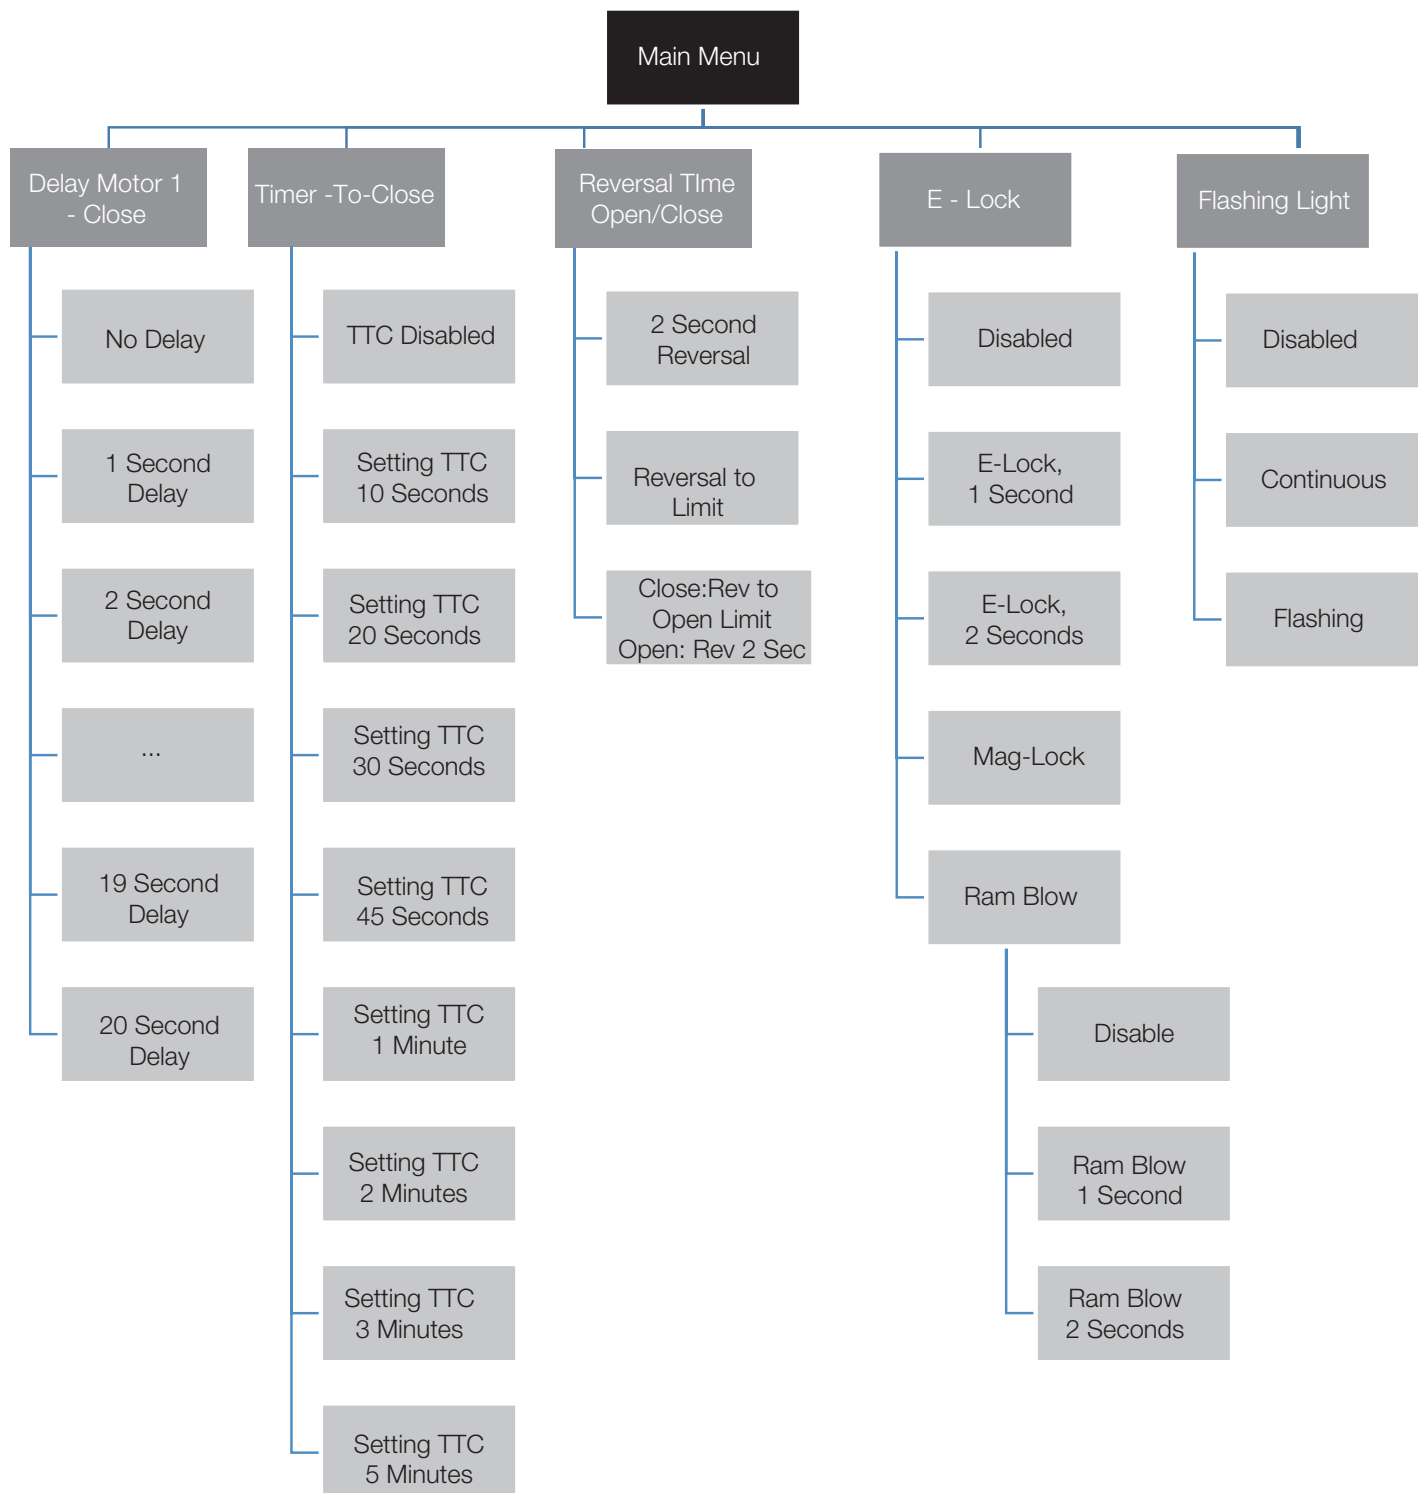 Main Menu
Delay Motor 1
- Close
No Delay
1 Second
Delay
2 Second
Delay
...
19 Second
Delay
20 Second
Delay
Timer -To-Close
TTC Disabled
Setting TTC
10 Seconds
Setting TTC
20 Seconds
Setting TTC
30 Seconds
Setting TTC
45 Seconds
Setting TTC
1 Minute
Setting TTC
2 Minutes
Setting TTC
3 Minutes
Setting TTC
5 Minutes
Reversal TIme
Open/Close
2 Second
Reversal
Reversal to
Limit
Close:Rev to
Open Limit
Open: Rev 2 Sec
E - Lock
Disabled
E-Lock,
1 Second
E-Lock,
2 Seconds
Mag-Lock
Ram Blow
Disable
Ram Blow
1 Second
Ram Blow
2 Seconds
Flashing Light
Disabled
Continuous
Flashing